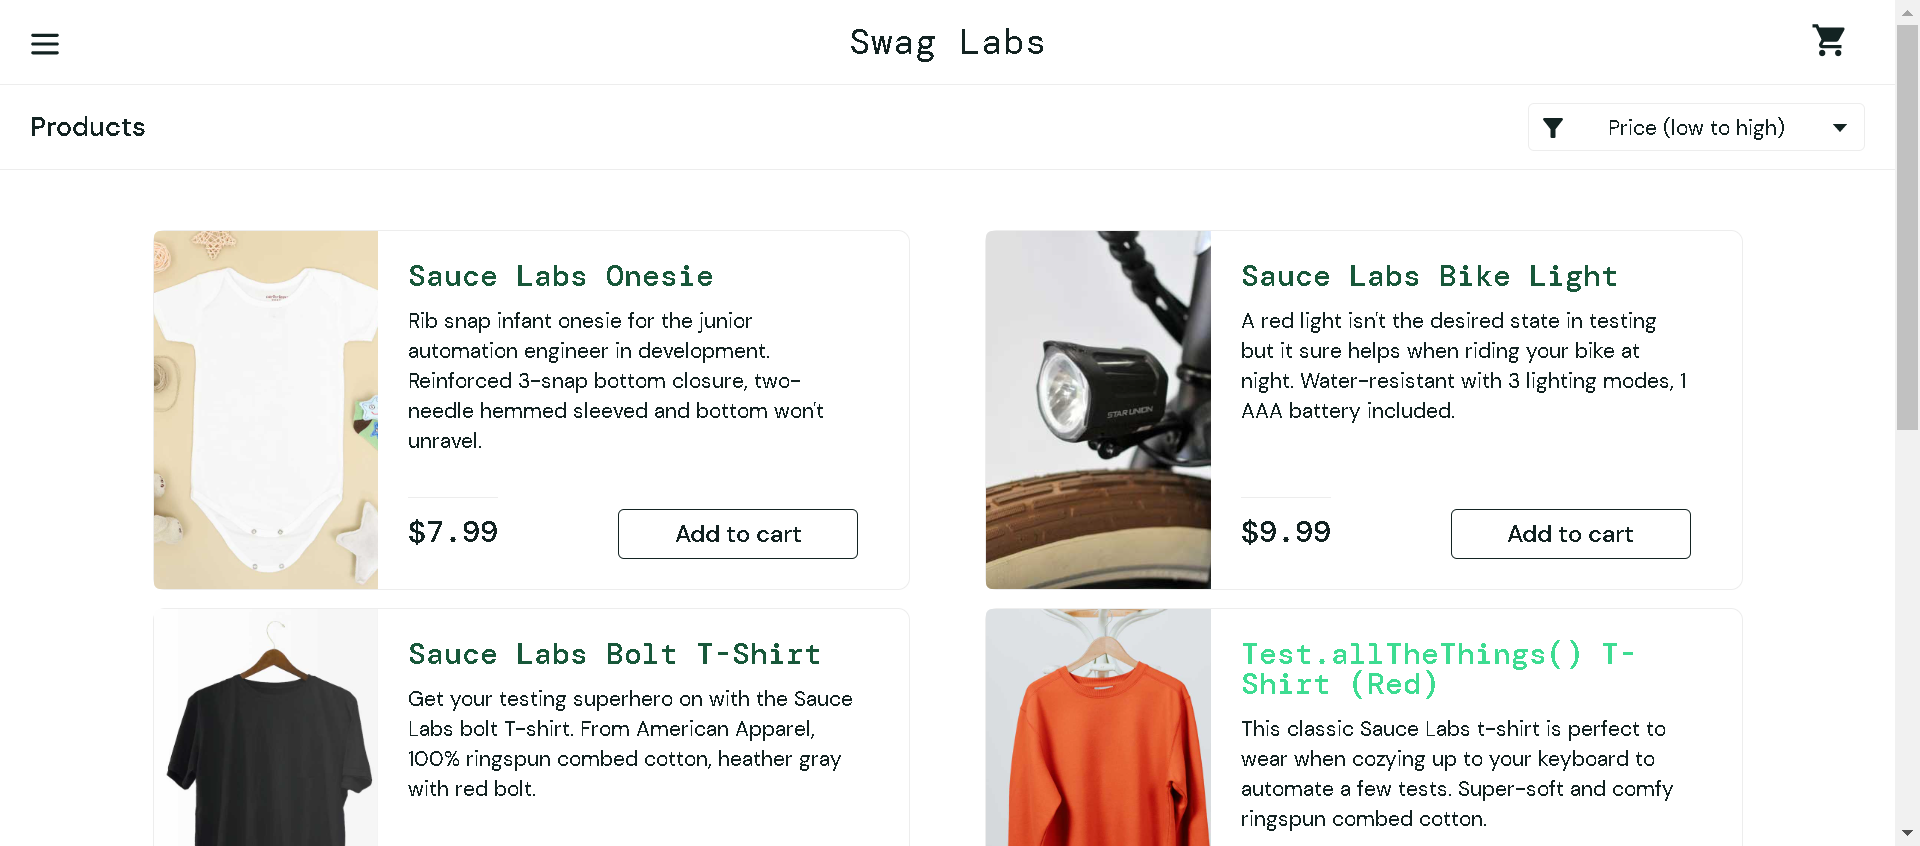 Swag Labs
Products
Price (low to high)
Sauce Labs Onesie
Rib snap infant onesie for the junior
automation engineer in development.
Reinforced 3-snap bottom closure, two-
needle hemmed sleeved and bottom won't
unravel.
$7.99
Add to cart
Sauce Labs Bike Light
A red light isn't the desired state in testing
but it sure helps when riding your bike at
night. Water-resistant with 3 lighting modes, 1
AAA battery included.
STAR UNION
$9.99
Add to cart
Sauce Labs Bolt T-Shirt
Get your testing superhero on with the Sauce
Labs bolt T-shirt. From American Apparel,
100% ringspun combed cotton, heather gray
with red bolt.
Test.allTheThings() T-
Shirt (Red)
This classic Sauce Labs t-shirt is perfect to
wear when cozying up to your keyboard to
automate a few tests. Super-soft and comfy
ringspun combed cotton.